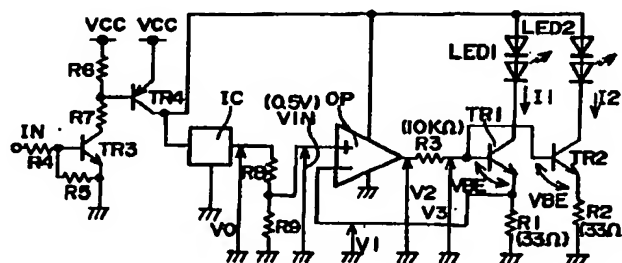 VCC VCC
LED2
LED1
R6
TR4
I1 I2
R7
IC
(0.5V)
VIN
OP
(10KΩ)
R3
TR1
IN
R4
TR3
R5
R8
TR2
VBE
VBE
V0
R9
V1
V2
V3
R1
(33Ω)
R2
(33Ω